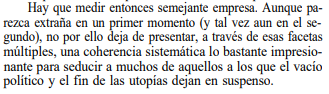 Hay que medir entonces semejante empresa. Aunque pa-
rezca extraña en un primer momento (y tal vez aun en el se-
gundo), no por ello deja de presentar, a través de esas facetas
múltiples, una coherencia sistemática lo bastante impresio-
nante para seducir a muchos de aquellos a los que el vacío
político y el fin de las utopías dejan en suspenso.